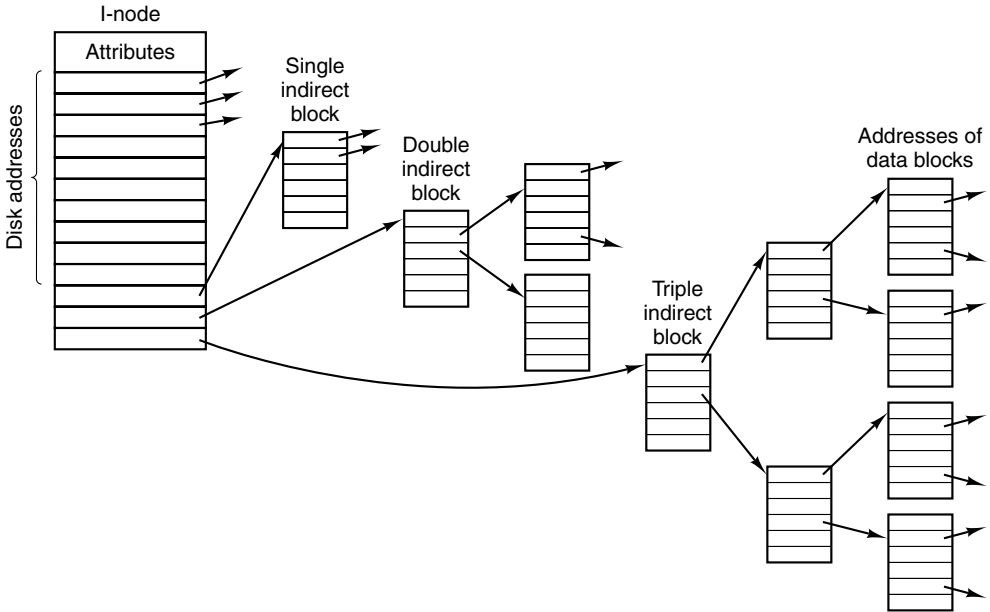 I-node
Attributes
Disk addresses
Single
indirect
block
Double
indirect
block
Triple
indirect
block
Addresses of
data blocks